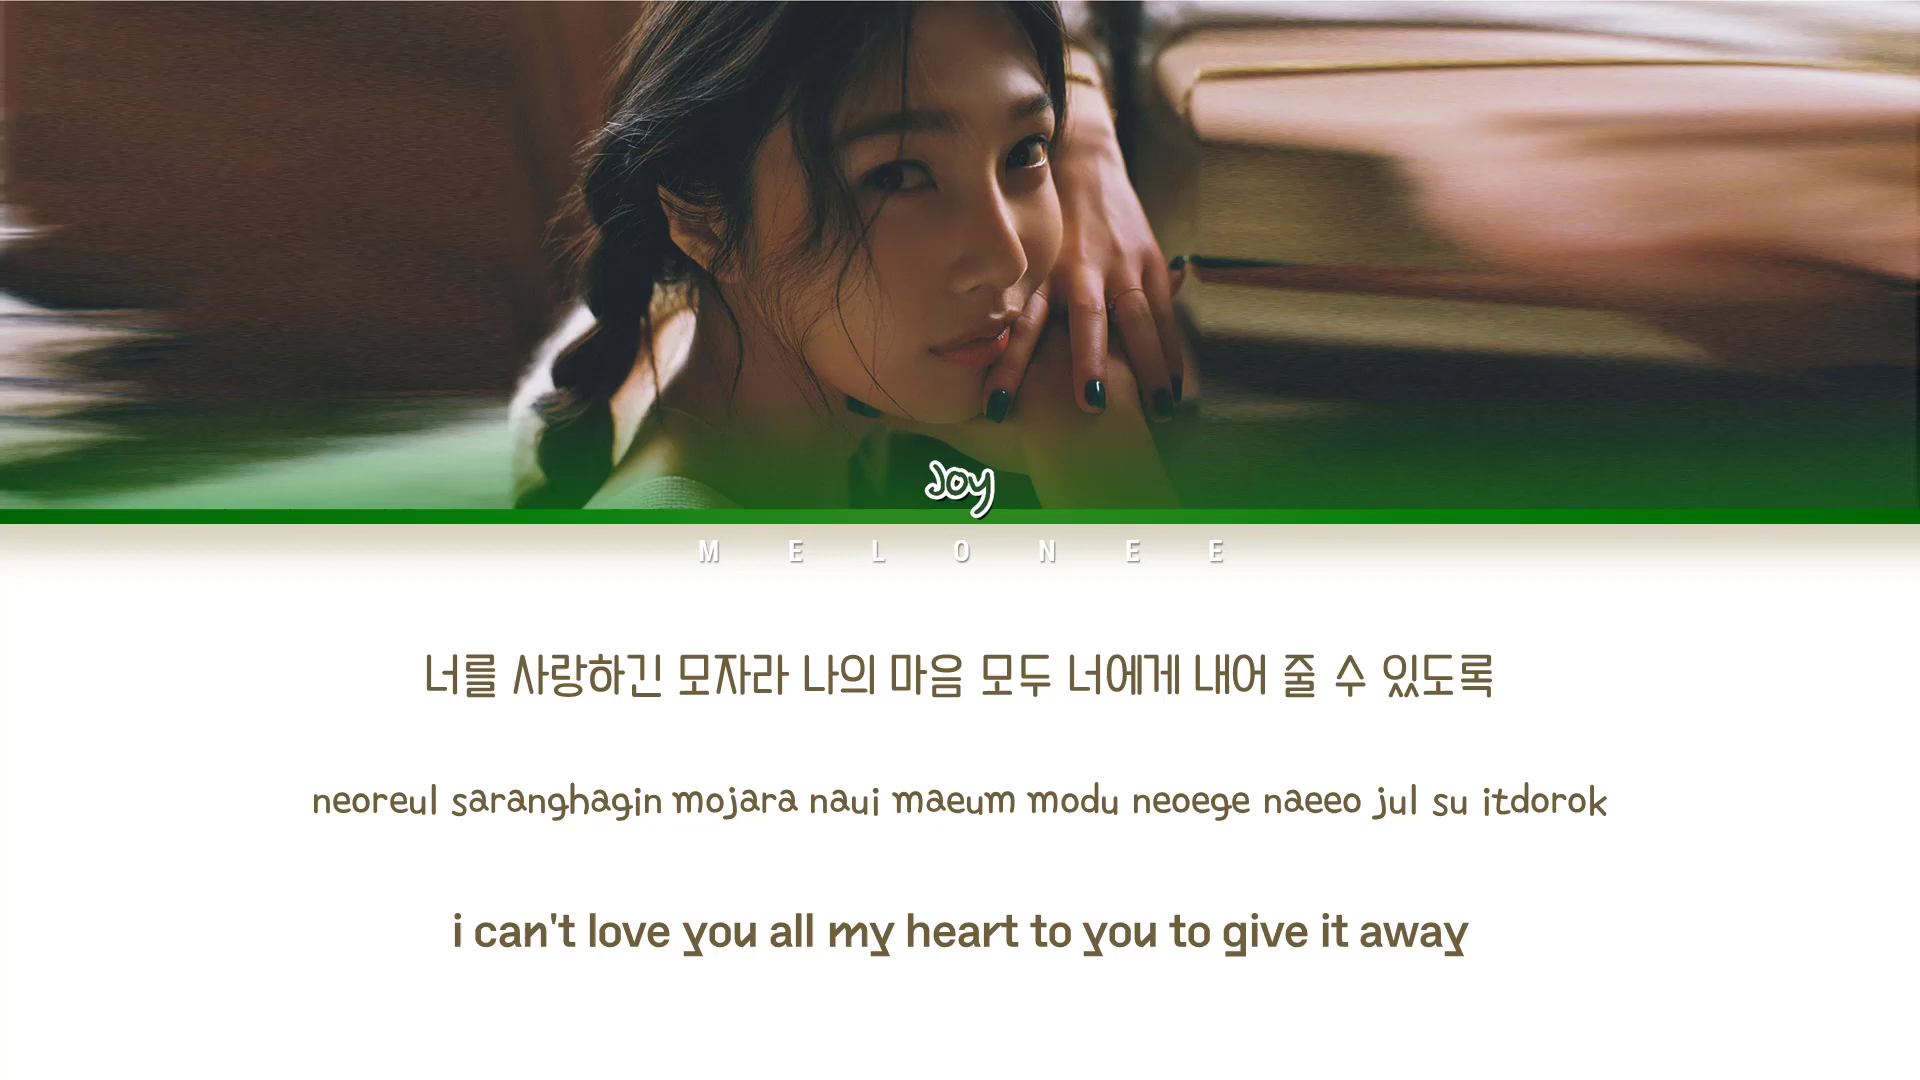 Joy
MELONEE
너를 사랑하긴 모자라 나의 마음 모두 너에게 내어 줄 수 있도록
neoreul saranghagin mojara naui maeum modu neoege naeeo jul su itdorok
i can't love you all my heart to you to give it away